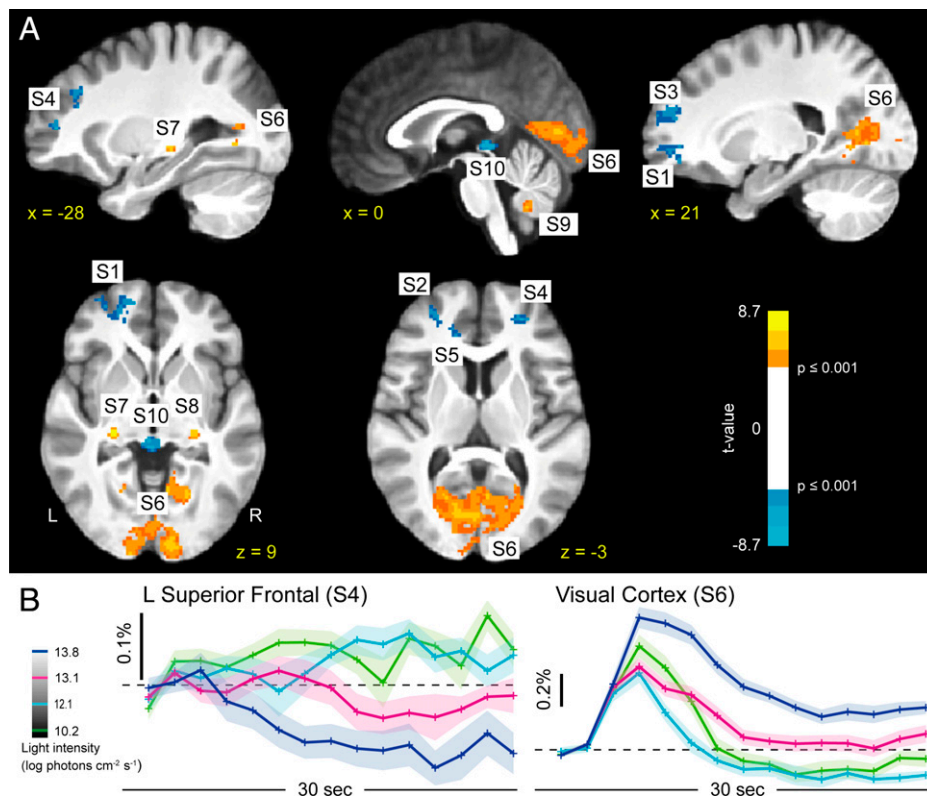 A
S4
S7
S6
x = -28
S10
S6
S9
x = 0
S3
S6
S1
x = 21
S1
S7
S10
S8
S6
L
R
z = 9
S2
S4
S5
S6
z = -3
8.7
p ≤ 0.001
t-value
0
p ≤ 0.001
-8.7
B
L Superior Frontal (S4)
Visual Cortex (S6)
0.1%
0.2%
13.8
13.1
12.1
10.2
Light intensity
(log photons cm⁻² s⁻¹)
30 sec
30 sec